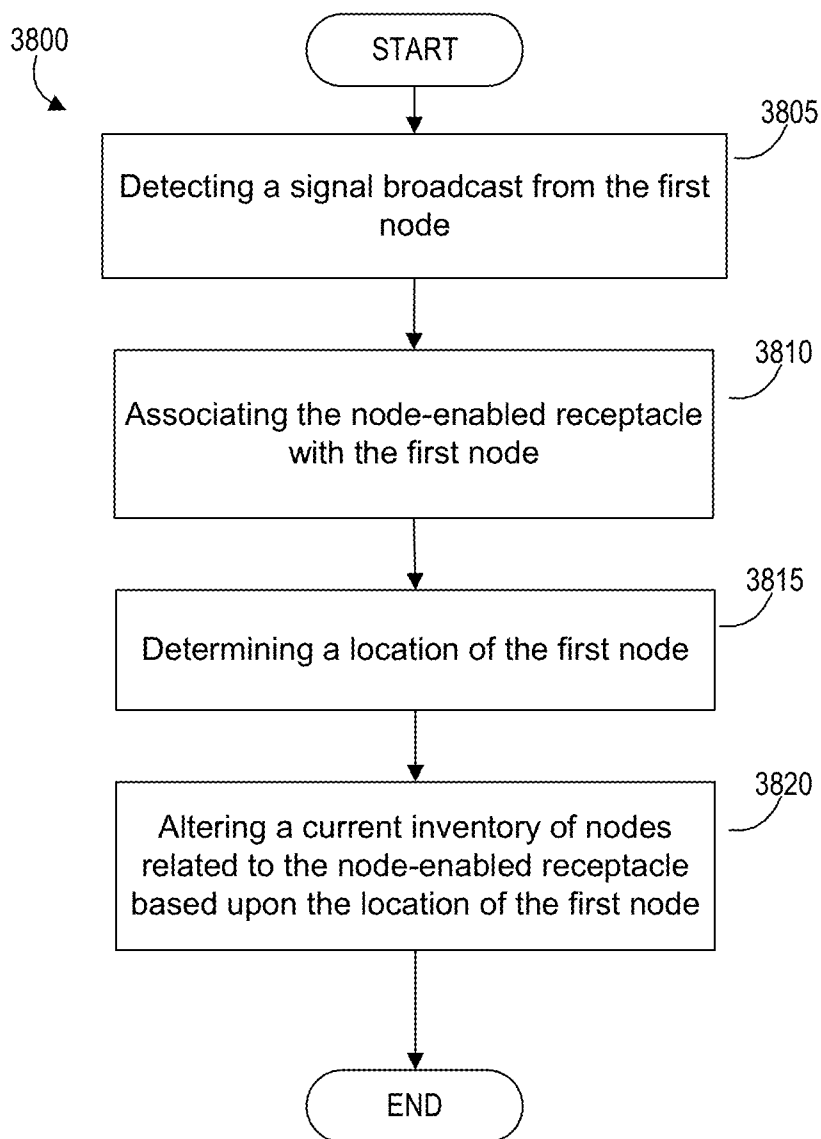 3800
START
3805
Detecting a signal broadcast from the first
node
3810
Associating the node-enabled receptacle
with the first node
3815
Determining a location of the first node
3820
Altering a current inventory of nodes
related to the node-enabled receptacle
based upon the location of the first node
END